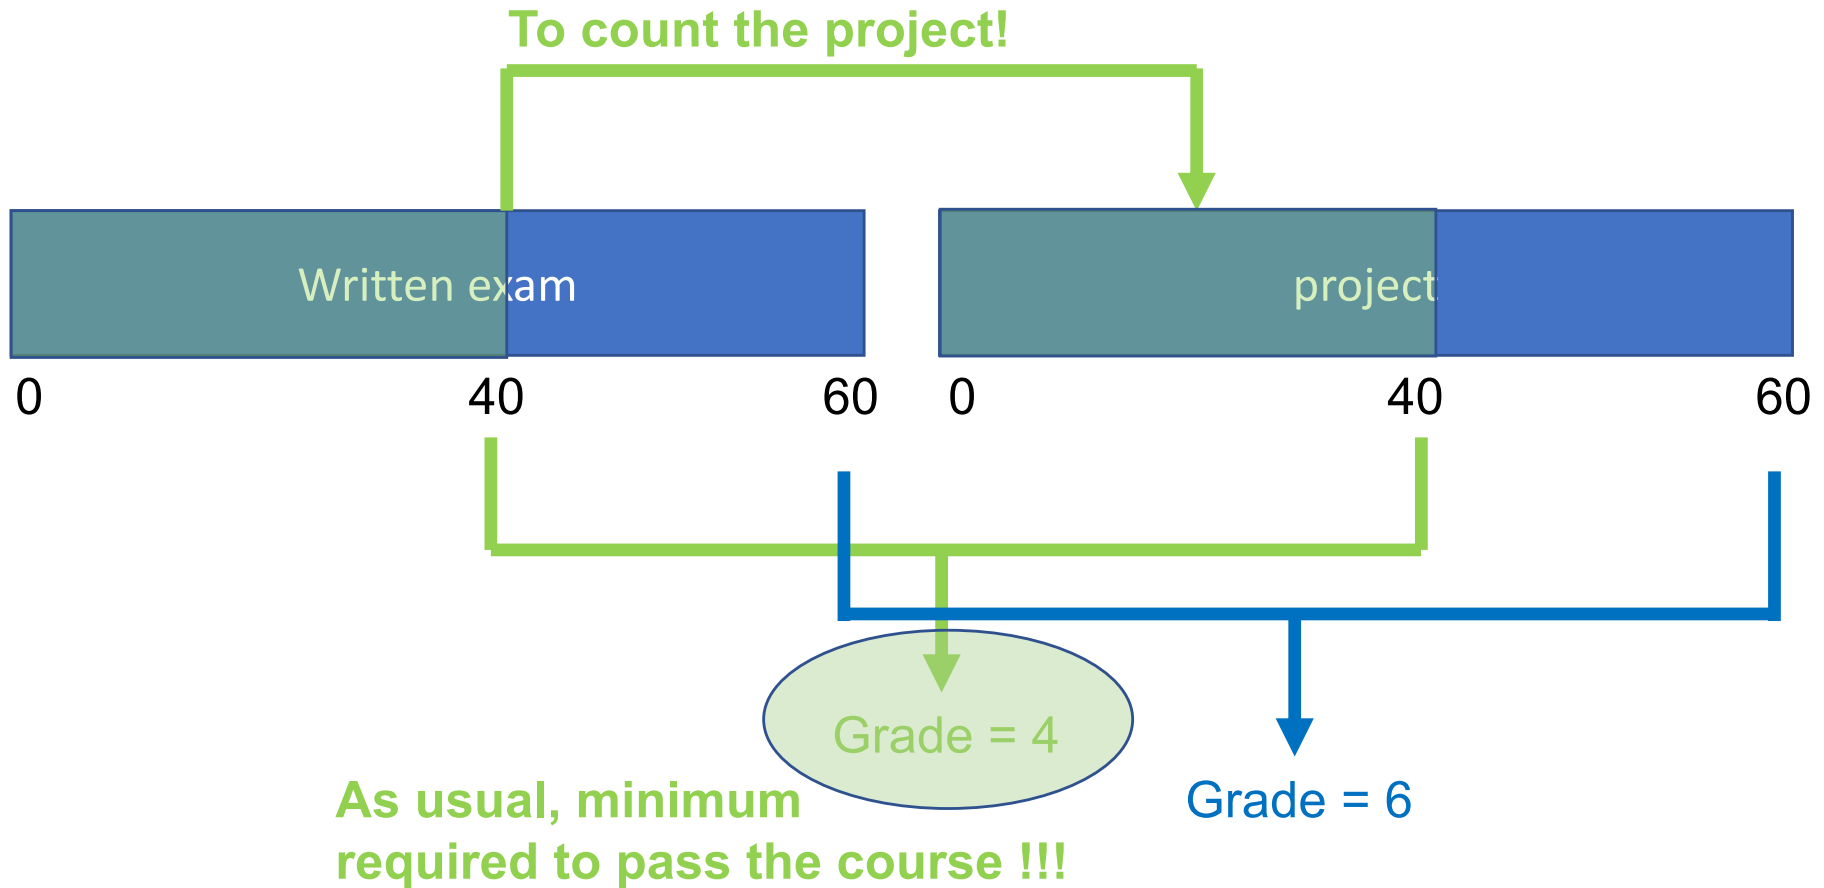 To count the project!
Written exam
project
0 40 60 0 40 60
Grade = 4
As usual, minimum
required to pass the course !!!
Grade = 6